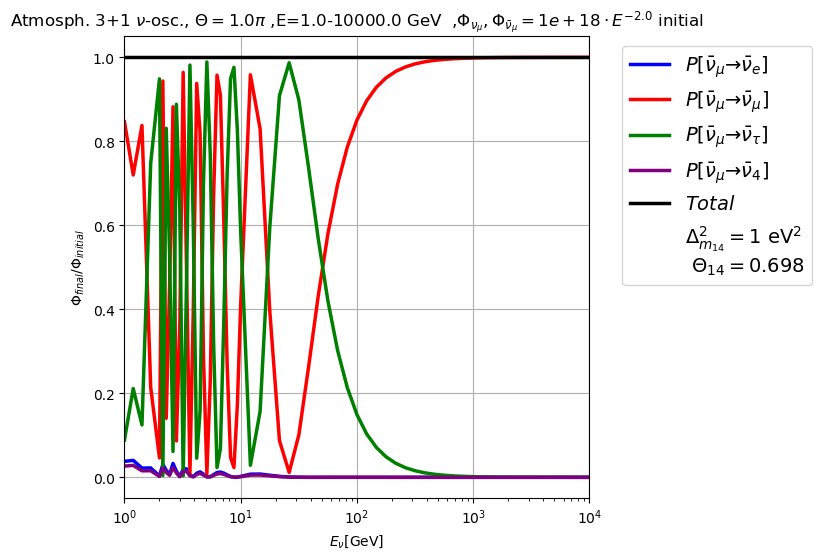 Atmosph. 3+1 ν-osc., Θ = 1.0π ,E=1.0-10000.0 GeV ,Φ_{ν_μ}, Φ_{ν̄_μ} = 1e + 18 · E^{−2.0} initial
1.0
0.8
0.6
0.4
0.2
0.0
Φ_{final}/Φ_{initial}
10^0
10^1
10^2
10^3
10^4
E_ν[GeV]
P[ν̄_μ→ν̄_e]
P[ν̄_μ→ν̄_μ]
P[ν̄_μ→ν̄_τ]
P[ν̄_μ→ν̄_4]
Total
Δ^2_{m_{14}} = 1 eV^2
Θ_{14} = 0.698